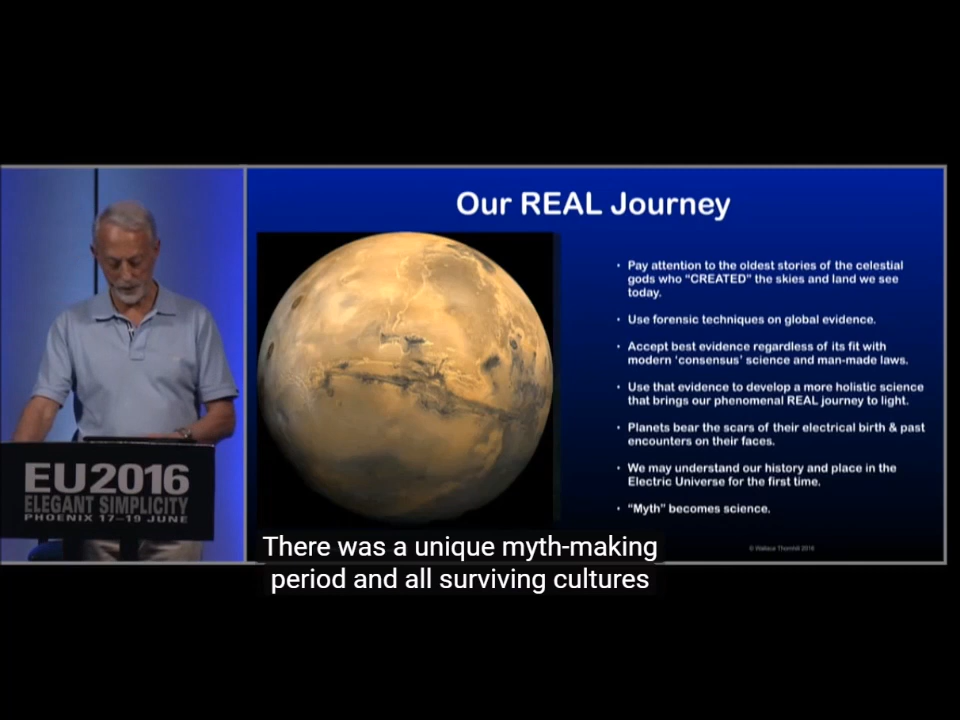 Our REAL Journey
• Pay attention to the oldest stories of the celestial
gods who “CREATED” the skies and land we see
today.
• Use forensic techniques on global evidence.
• Accept best evidence regardless of its fit with
modern ‘consensus’ science and man-made laws.
• Use that evidence to develop a more holistic science
that brings our phenomenal REAL journey to light.
• Planets bear the scars of their electrical birth & past
encounters on their faces.
• We may understand our history and place in the
Electric Universe for the first time.
• “Myth” becomes science.
© Wallace Thornhill 2016
EU2016
ELEGANT SIMPLICITY
PHOENIX 17–19 JUNE
There was a unique myth-making
period and all surviving cultures